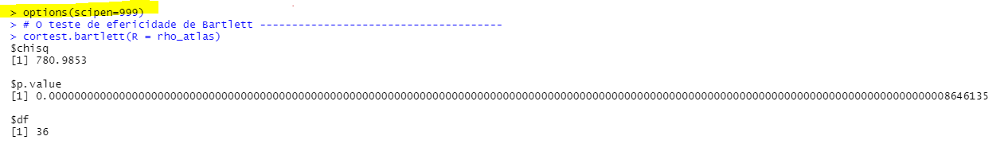 > options(scipen=999)
> # O teste de efericidade de Bartlett --------------------------------------
> cortest.bartlett(R = rho_atlas)
$chisq
[1] 780.9853
$p.value
[1] 0.000000000000000000000000000000000000000000000000000000000000000000000000000000000000000000000000000000000000000000000000000000000000000000008646135
$df
[1] 36